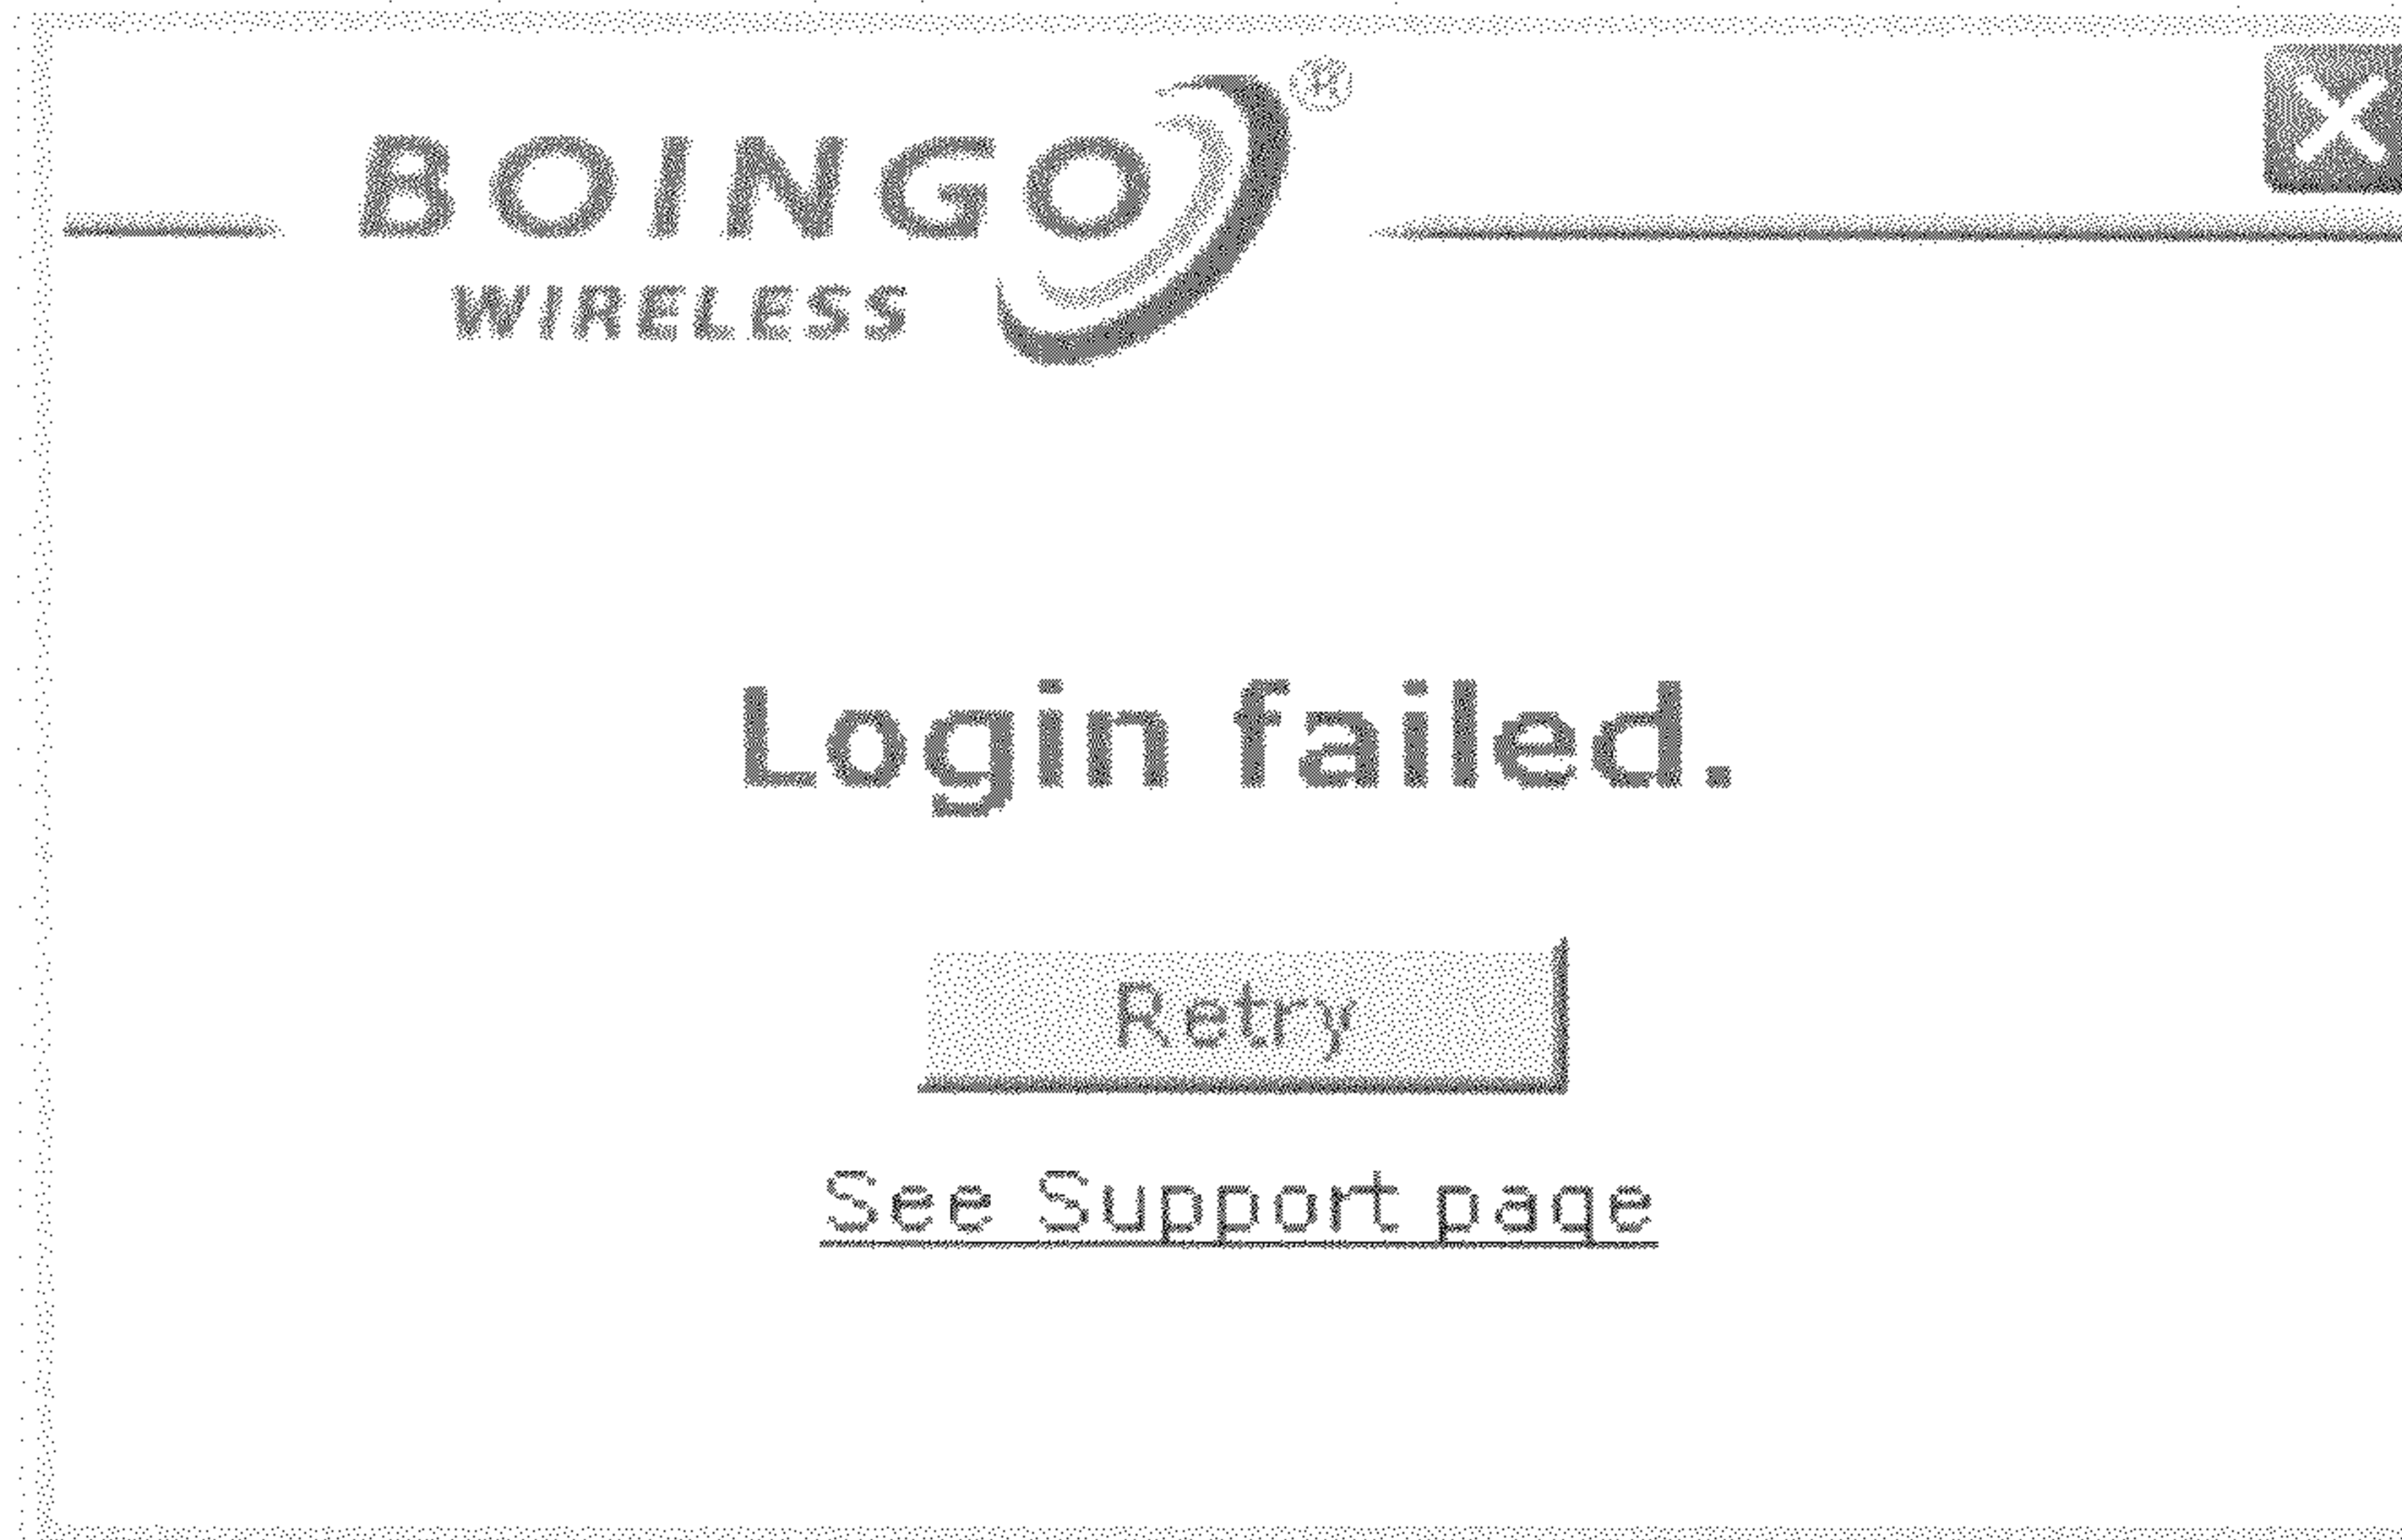 BOINGO®
WIRELESS
Login failed.
Retry
See Support page